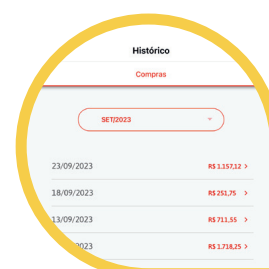 Histórico
Compras
SET/2023
23/09/2023 R$ 1.157,12 >
18/09/2023 R$ 251,75 >
13/09/2023 R$ 711,55 >
/2023 R$ 1.718,25 >